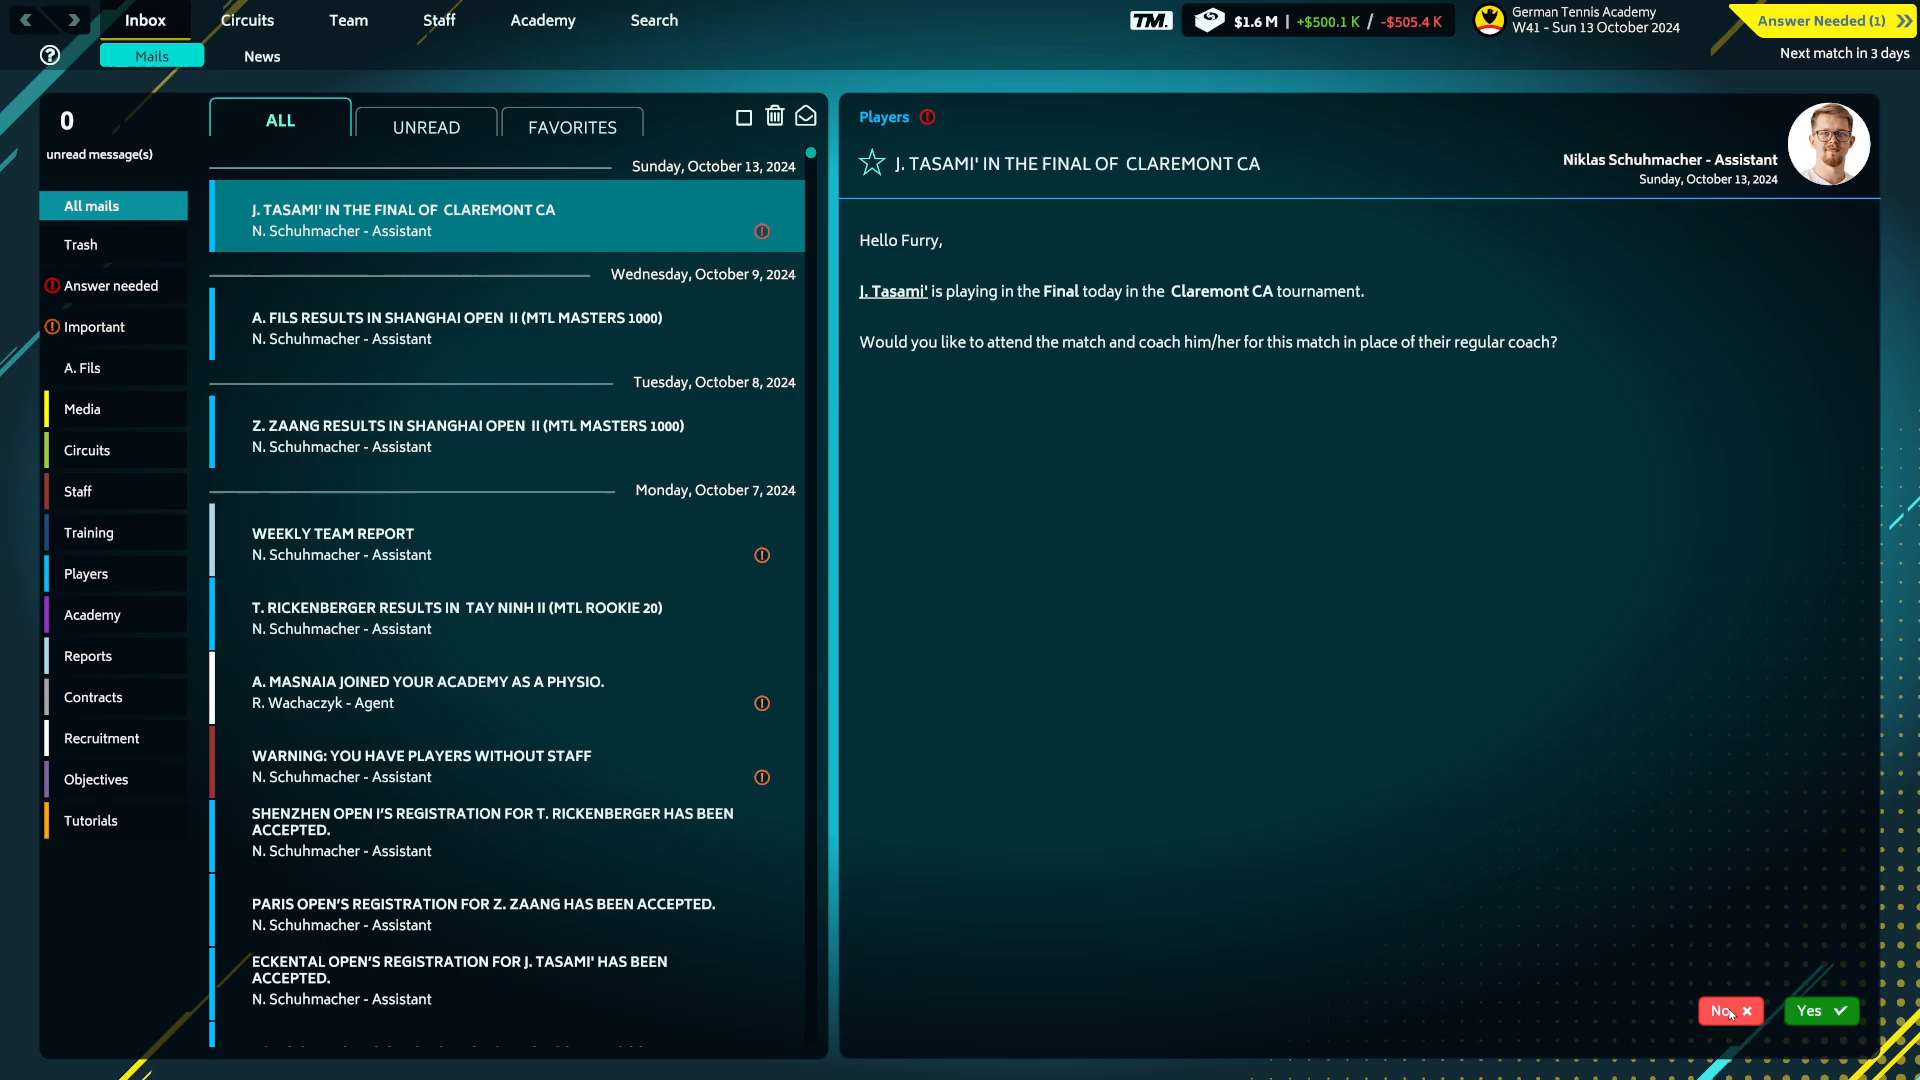 Inbox
Circuits
Team
Staff
Academy
Search
TM.
$1.6 M | +$500.1 K / -$505.4 K
German Tennis Academy
W41 - Sun 13 October 2024
Answer Needed (1)
Next match in 3 days
Mails
News
0
unread message(s)
All mails
Trash
Answer needed
Important
A. Fils
Media
Circuits
Staff
Training
Players
Academy
Reports
Contracts
Recruitment
Objectives
Tutorials
ALL
UNREAD
FAVORITES
Sunday, October 13, 2024
J. TASAMI' IN THE FINAL OF CLAREMONT CA
N. Schuhmacher - Assistant
Wednesday, October 9, 2024
A. FILS RESULTS IN SHANGHAI OPEN II (MTL MASTERS 1000)
N. Schuhmacher - Assistant
Tuesday, October 8, 2024
Z. ZAANG RESULTS IN SHANGHAI OPEN II (MTL MASTERS 1000)
N. Schuhmacher - Assistant
Monday, October 7, 2024
WEEKLY TEAM REPORT
N. Schuhmacher - Assistant
T. RICKENBERGER RESULTS IN TAY NINH II (MTL ROOKIE 20)
N. Schuhmacher - Assistant
A. MASNAIA JOINED YOUR ACADEMY AS A PHYSIO.
R. Wachaczyk - Agent
WARNING: YOU HAVE PLAYERS WITHOUT STAFF
N. Schuhmacher - Assistant
SHENZHEN OPEN I'S REGISTRATION FOR T. RICKENBERGER HAS BEEN
ACCEPTED.
N. Schuhmacher - Assistant
PARIS OPEN'S REGISTRATION FOR Z. ZAANG HAS BEEN ACCEPTED.
N. Schuhmacher - Assistant
ECKENTAL OPEN'S REGISTRATION FOR J. TASAMI' HAS BEEN
ACCEPTED.
N. Schuhmacher - Assistant
Players
J. TASAMI' IN THE FINAL OF CLAREMONT CA
Niklas Schuhmacher - Assistant
Sunday, October 13, 2024
Hello Furry,
J. Tasami' is playing in the Final today in the Claremont CA tournament.
Would you like to attend the match and coach him/her for this match in place of their regular coach?
No
Yes